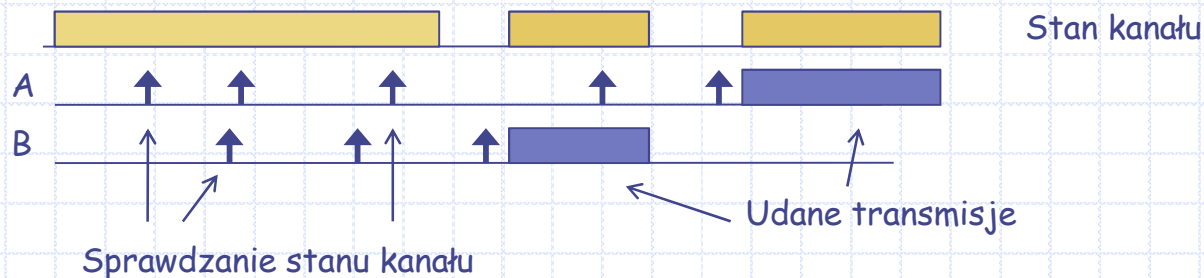 Stan kanału
A
B
Udane transmisje
Sprawdzanie stanu kanału